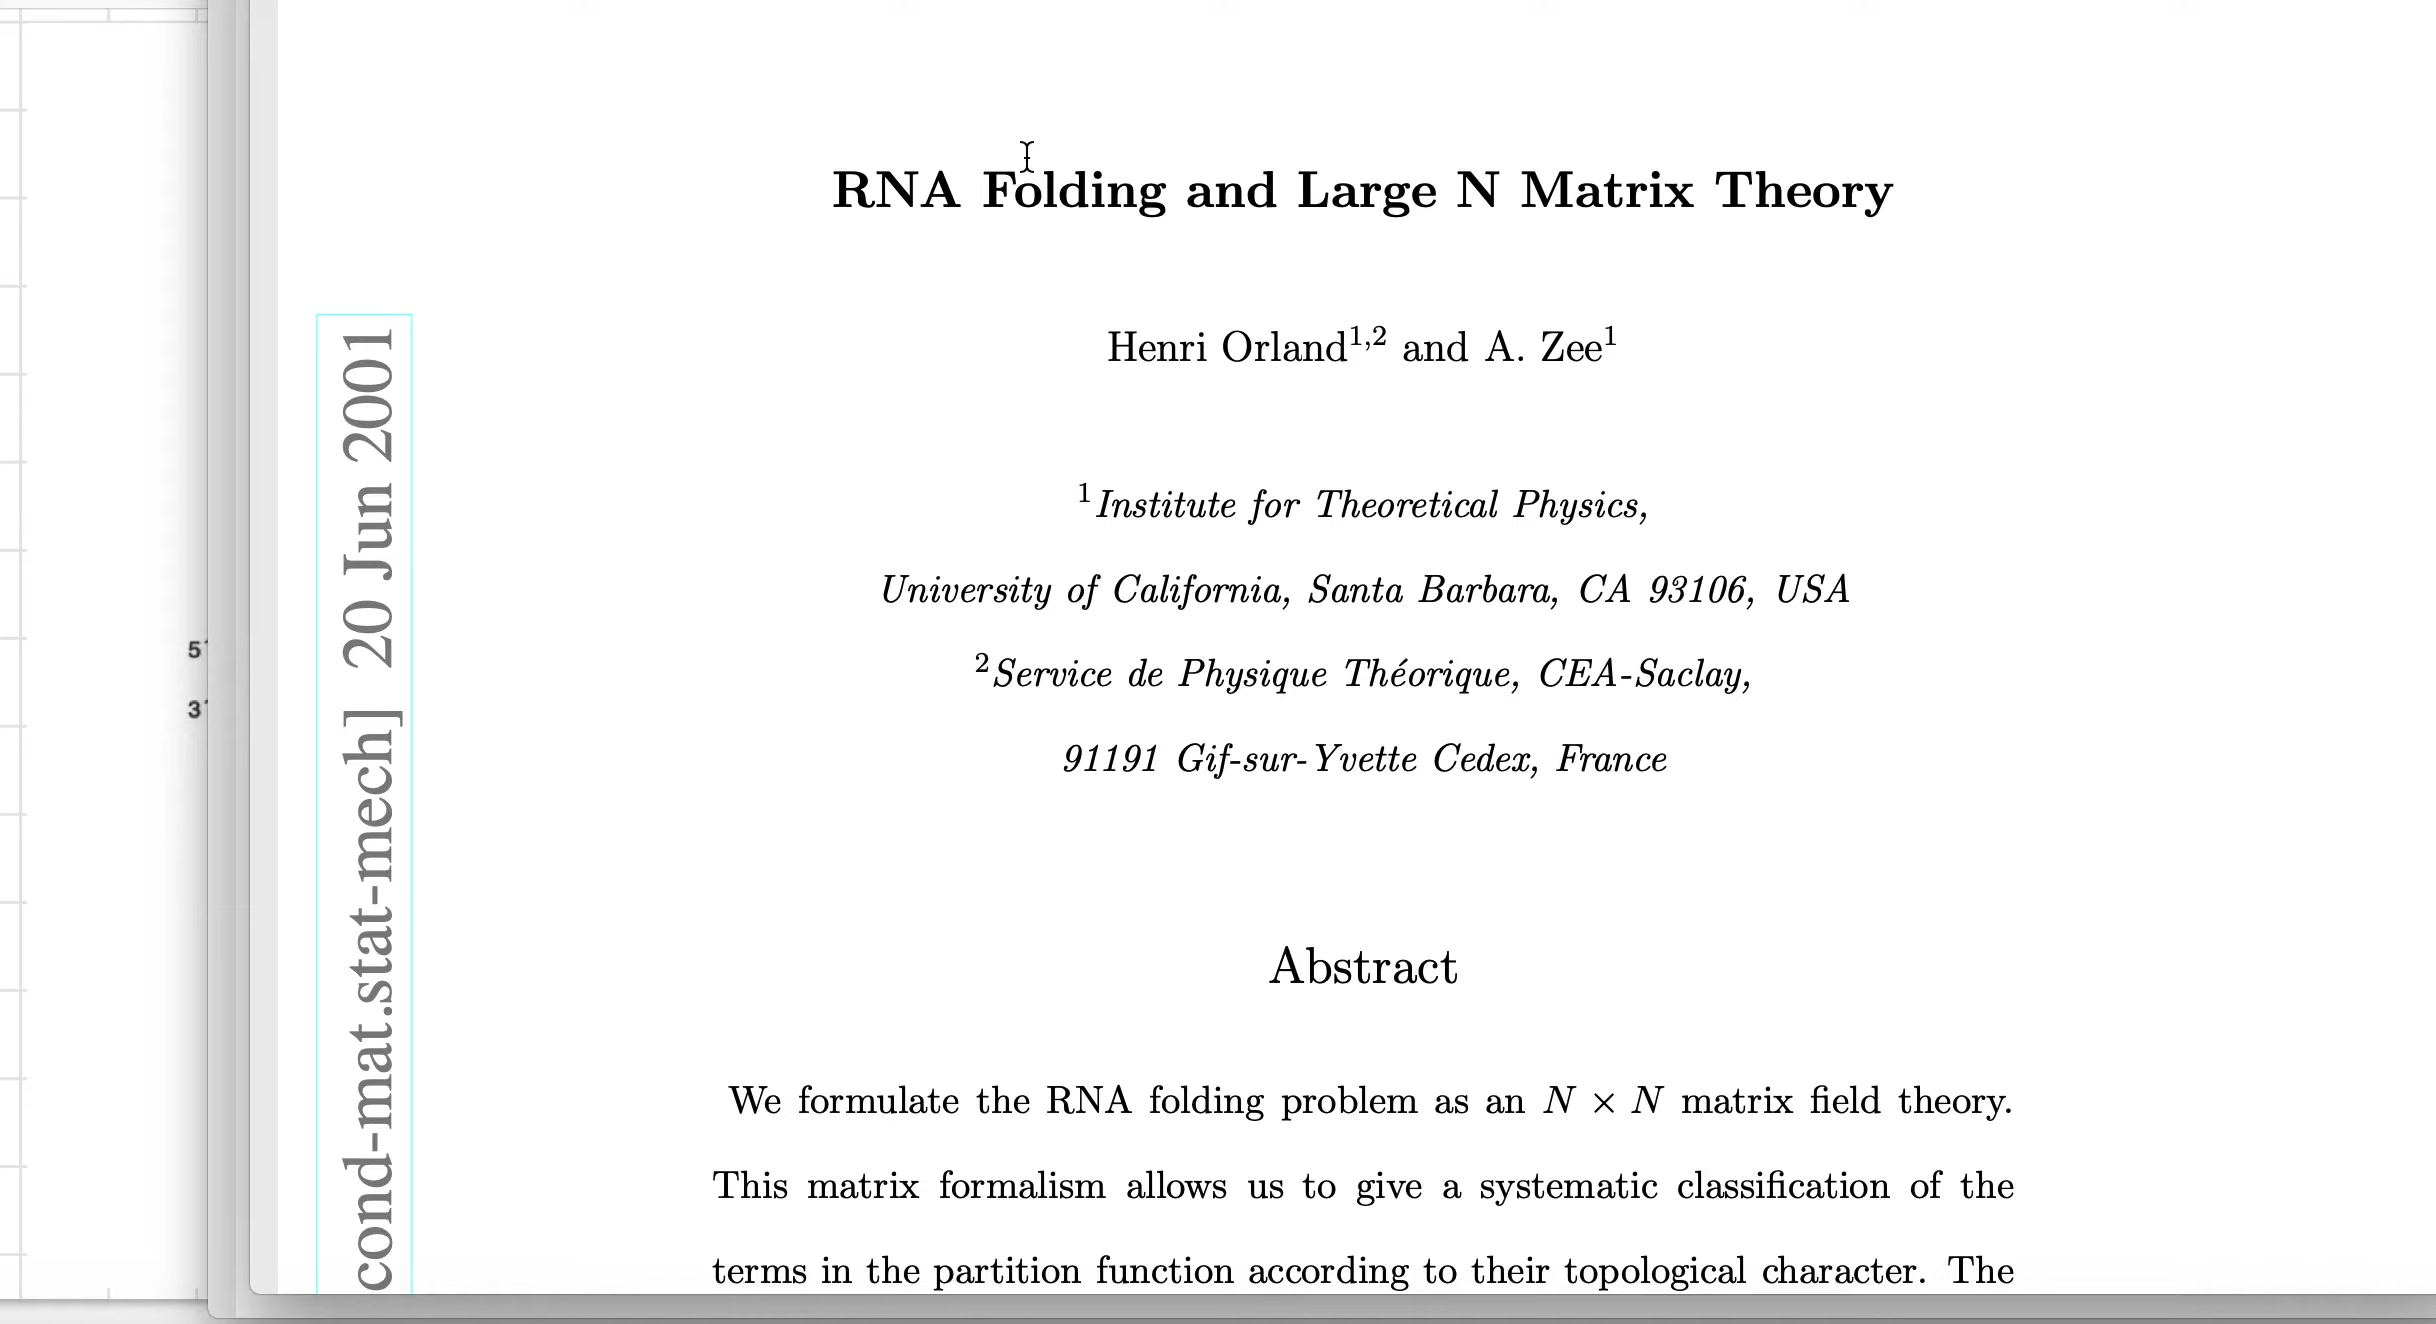 RNA Folding and Large N Matrix Theory
Henri Orland1,2 and A. Zee1
1Institute for Theoretical Physics,
University of California, Santa Barbara, CA 93106, USA
2Service de Physique Théorique, CEA-Saclay,
91191 Gif-sur-Yvette Cedex, France
Abstract
We formulate the RNA folding problem as an N × N matrix field theory.
This matrix formalism allows us to give a systematic classification of the
terms in the partition function according to their topological character. The
cond-mat.stat-mech] 20 Jun 2001
5'
3'